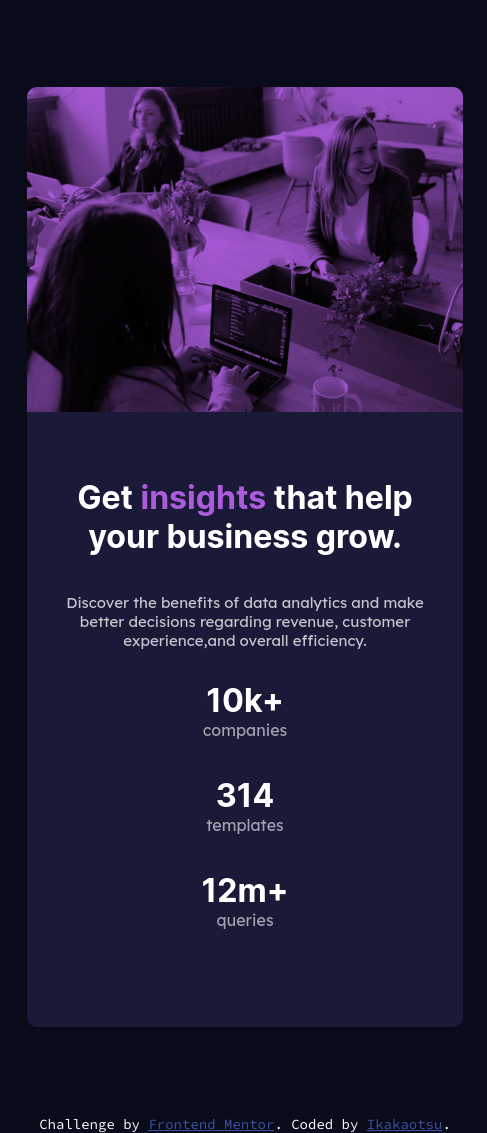 Get insights that help
your business grow.
Discover the benefits of data analytics and make
better decisions regarding revenue, customer
experience,and overall efficiency.
10k+
companies
314
templates
12m+
queries
Challenge by Frontend Mentor. Coded by Ikakaotsu.